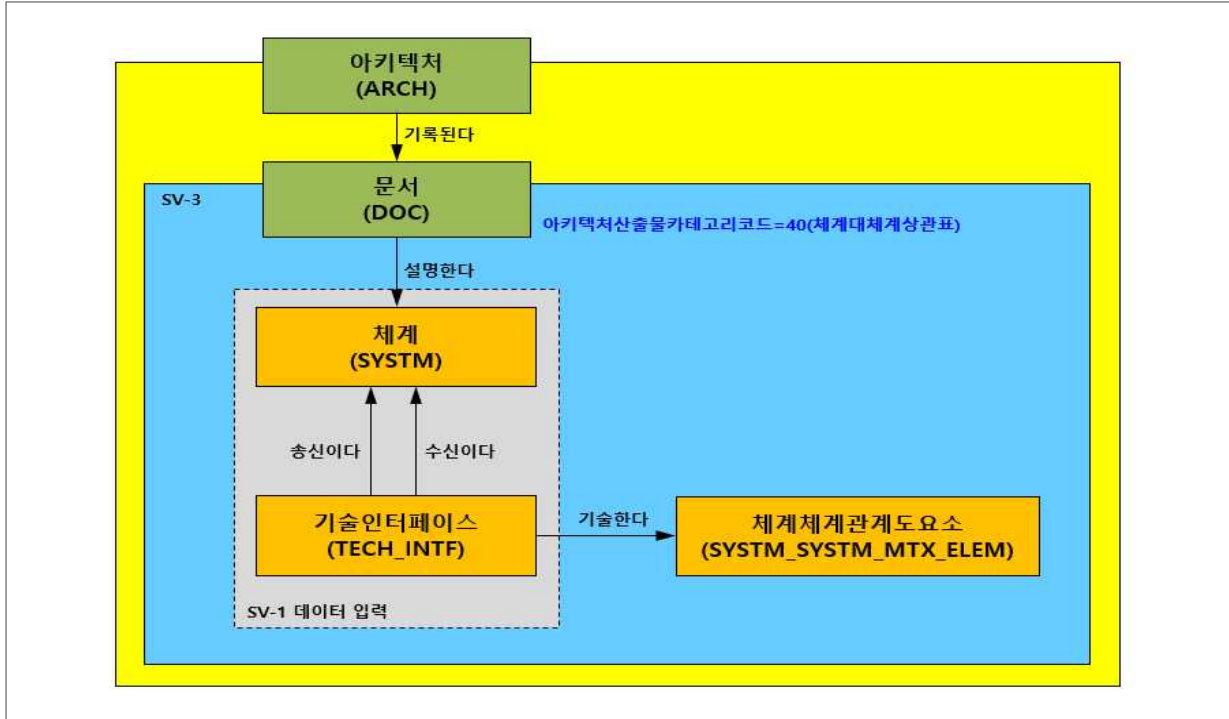 아키텍처
(ARCH)
기록된다
문서
(DOC)
SV-3
아키텍처산출물카테고리코드=40(체계대체계상관표)
설명한다
체계
(SYSTM)
송신이다
수신이다
기술인터페이스
(TECH_INTF)
기술한다
체계체계관계도요소
(SYSTM_SYSTM_MTX_ELEM)
SV-1 데이터 입력